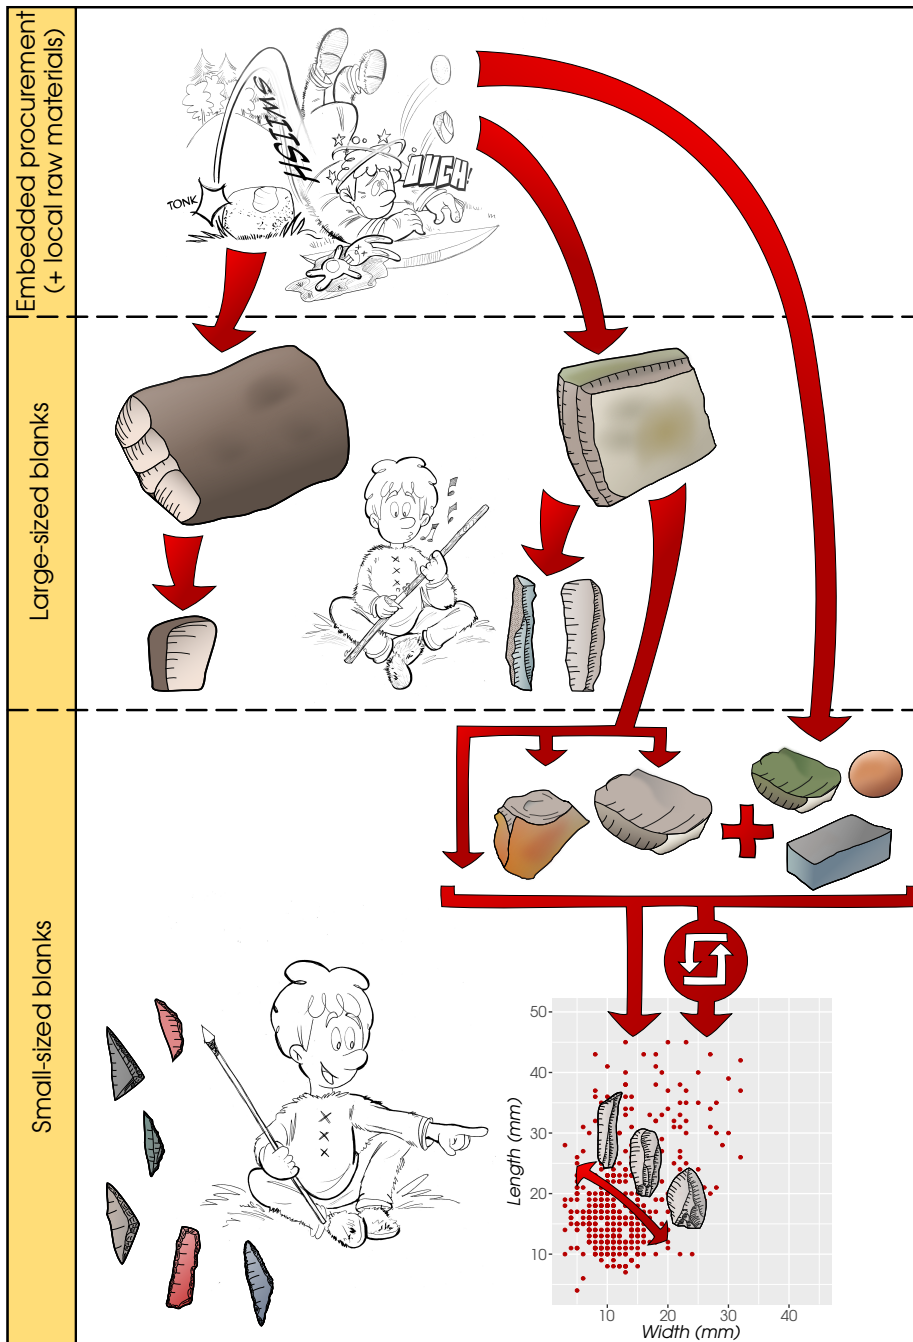 Embedded procurement
(+ local raw materials)
SWIISH
OUCH!
TONK
Large-sized blanks
Small-sized blanks
50
40
30
20
10
Length (mm)
10
20
30
40
Width (mm)